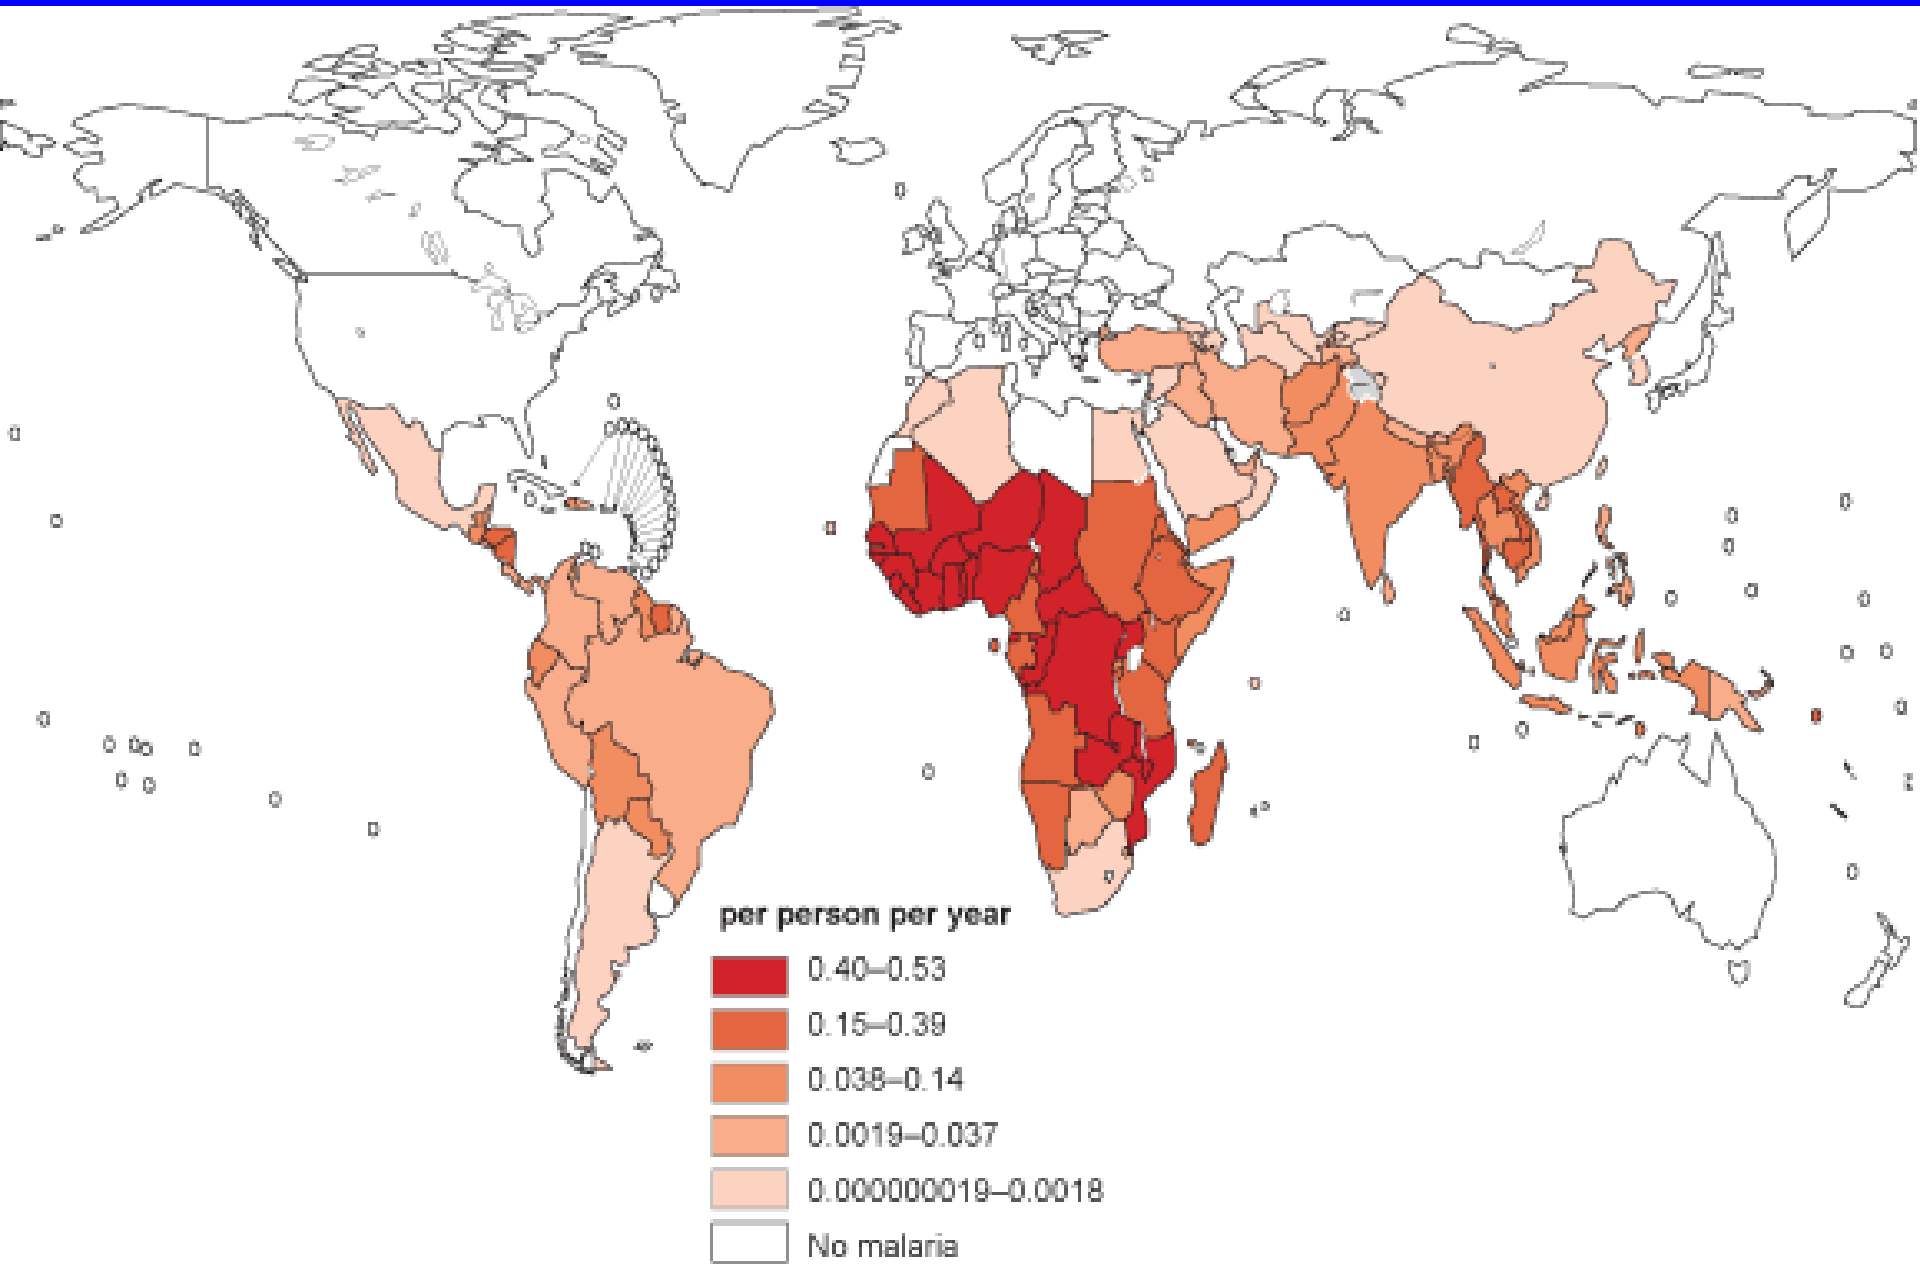 per person per year
0.40–0.53
0.15–0.39
0.038–0.14
0.0019–0.037
0.000000019–0.0018
No malaria